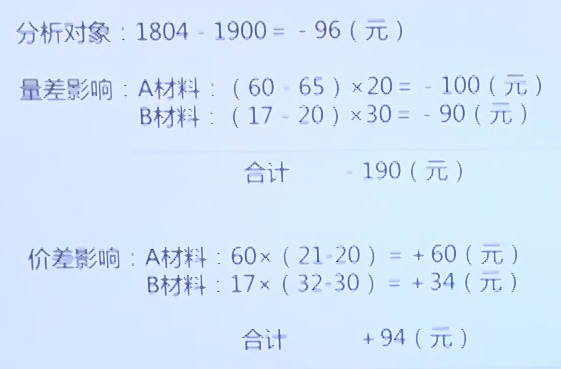 分析对象：1804 - 1900 = - 96（元）
量差影响：A材料：（60 - 65）×20 = - 100（元）
B材料：（17 - 20）×30 = - 90（元）
合计 - 190（元）
价差影响：A材料：60×（21-20）= +60（元）
B材料：17×（32-30）= +34（元）
合计 +94（元）